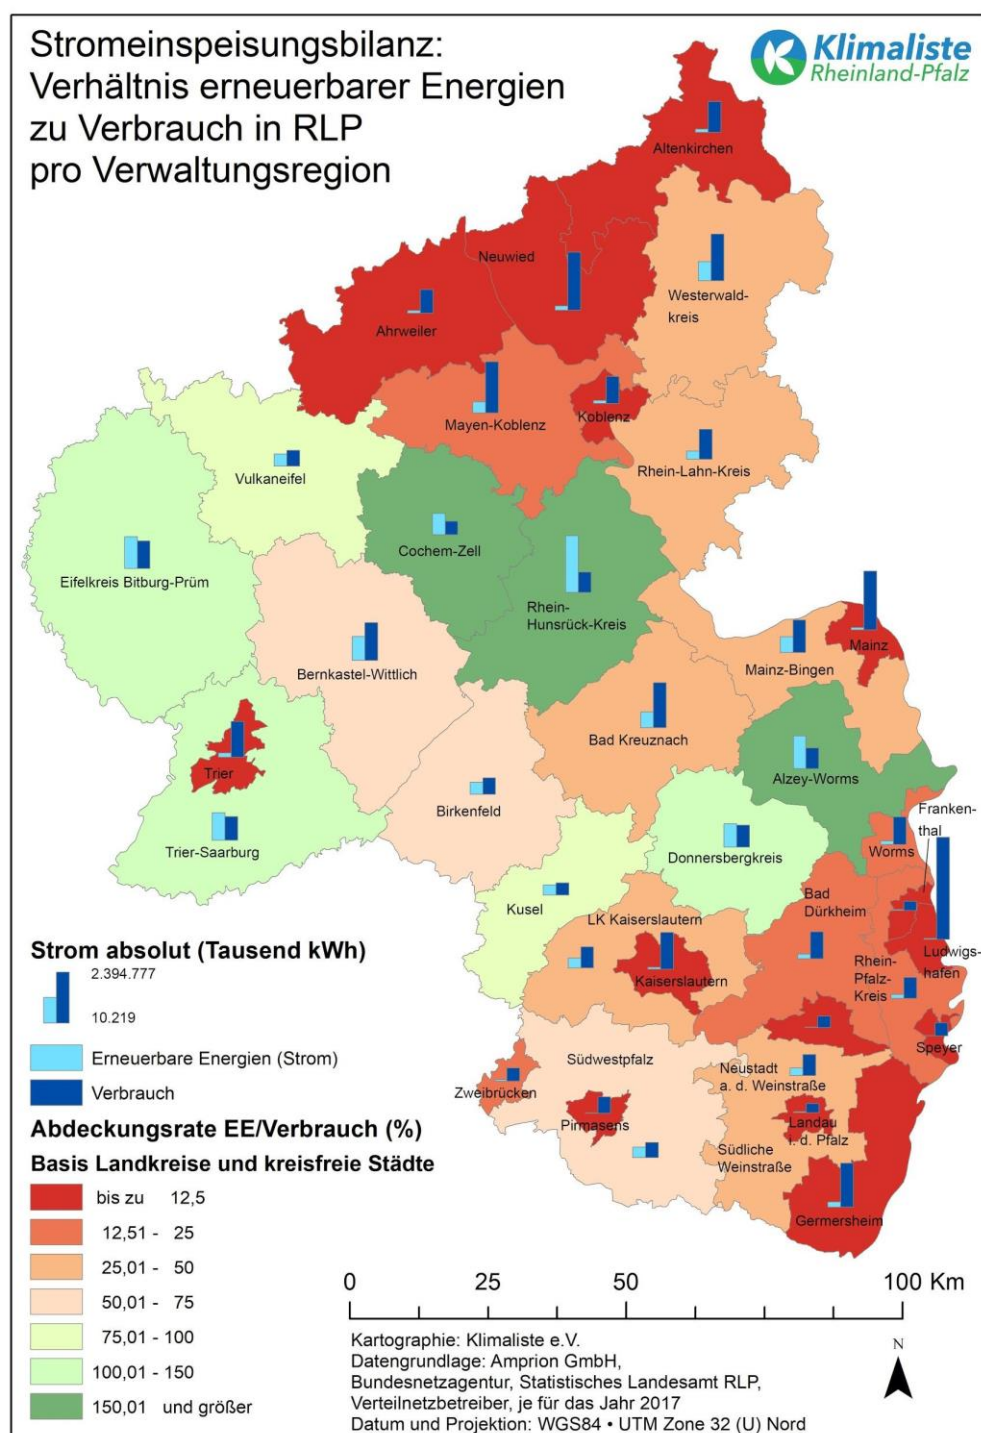 Stromeinspeisungsbilanz:
Verhältnis erneuerbarer Energien
zu Verbrauch in RLP
pro Verwaltungsregion
Klimaliste
Rheinland-Pfalz
Altenkirchen
Neuwied
Westerwald-
kreis
Ahrweiler
Mayen-Koblenz
Koblenz
Rhein-Lahn-Kreis
Vulkaneifel
Cochem-Zell
Eifelkreis Bitburg-Prüm
Rhein-
Hunsrück-Kreis
Mainz
Mainz-Bingen
Bernkastel-Wittlich
Bad Kreuznach
Trier
Alzey-Worms
Birkenfeld
Franken-
thal
Trier-Saarburg
Worms
Donnersbergkreis
Bad
Dürkheim
Kusel
LK Kaiserslautern
Ludwigs-
hafen
Rhein-
Pfalz-
Kreis
Kaiserslautern
Speyer
Südwestpfalz
Neustadt
a. d. Weinstraße
Zweibrücken
Pirmasens
Landau
i. d. Pfalz
Südliche
Weinstraße
Germersheim
Strom absolut (Tausend kWh)
2.394.777
10.219
Erneuerbare Energien (Strom)
Verbrauch
Abdeckungsrate EE/Verbrauch (%)
Basis Landkreise und kreisfreie Städte
bis zu 12,5
12,51 - 25
25,01 - 50
50,01 - 75
75,01 - 100
100,01 - 150
150,01 und größer
0 25 50 100 Km
Kartographie: Klimaliste e.V.
Datengrundlage: Amprion GmbH,
Bundesnetzagentur, Statistisches Landesamt RLP,
Verteilnetzbetreiber, je für das Jahr 2017
Datum und Projektion: WGS84 • UTM Zone 32 (U) Nord
N